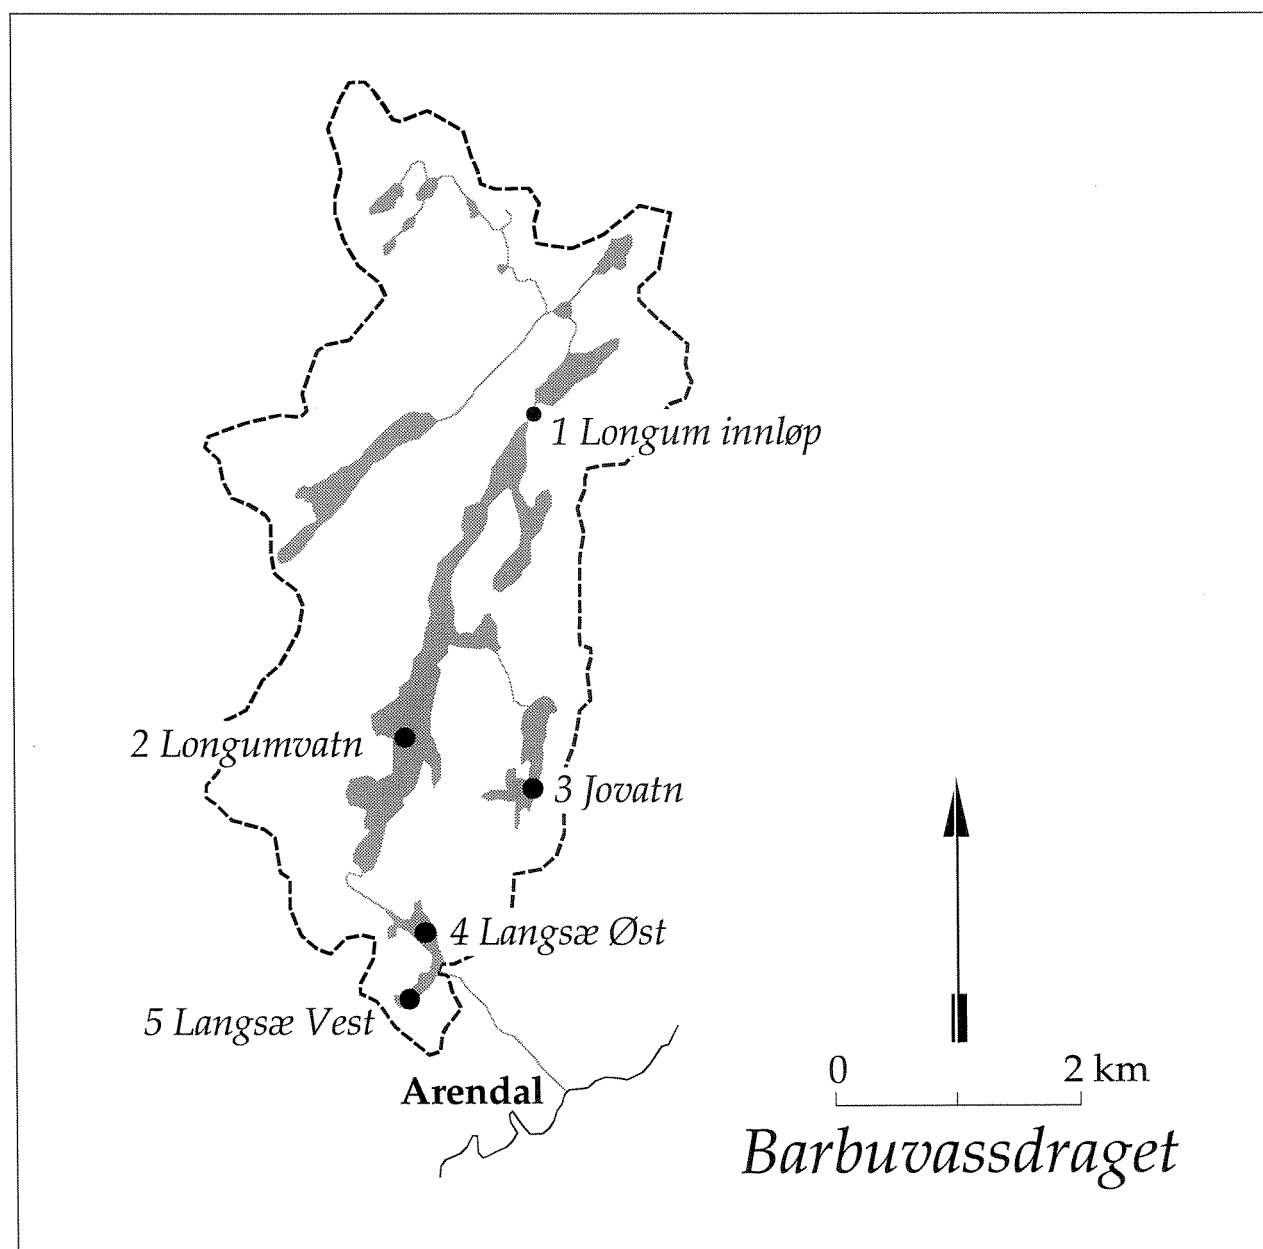 1 Longum innløp
2 Longumvatn
3 Jovatn
4 Langsæ Øst
5 Langsæ Vest
Arendal
0 2 km
Barbuvassdraget